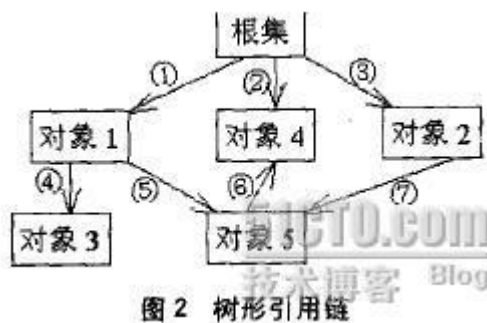 根集
① ② ③
对象1 对象4 对象2
④ ⑤ ⑥ ⑦
对象3 对象5
51CTO.com
技术博客 Blog
图 2 树形引用链